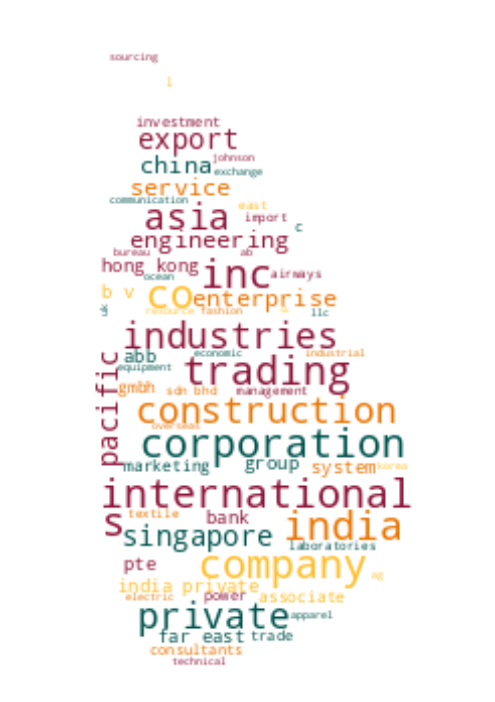 sourcing
l
investment
export
johnson
china
exchange
service
communication
east
asia
import
c
engineering
bureau
ab
hong kong
inc
airways
ocean
b v
co
enterprise
resource
fashion
llc
industries
abb
economic
industrial
equipment
trading
pacific
gmbh
sdn bhd
management
construction
overseas
corporation
marketing
group
system
korea
international
s
textile
bank
india
singapore
laboratories
pte
company
ag
india private
electric
power
associate
private
apparel
far east
trade
consultants
technical